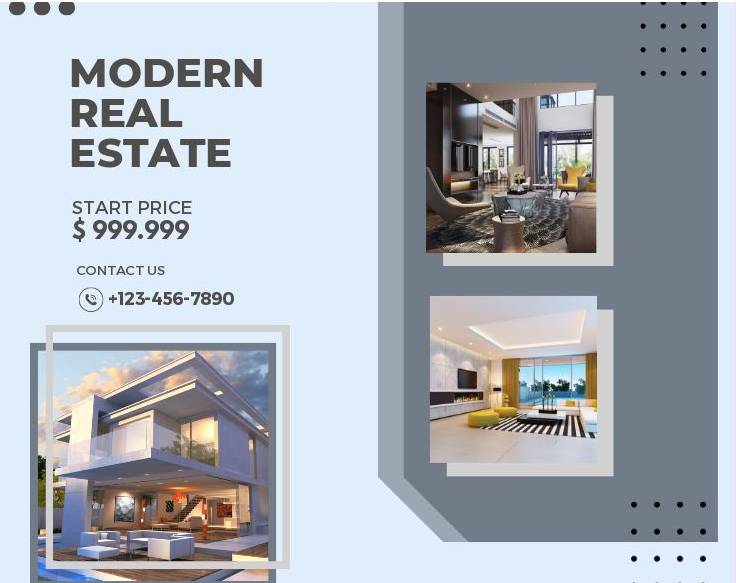 MODERN
REAL
ESTATE
START PRICE
$ 999.999
CONTACT US
+123-456-7890